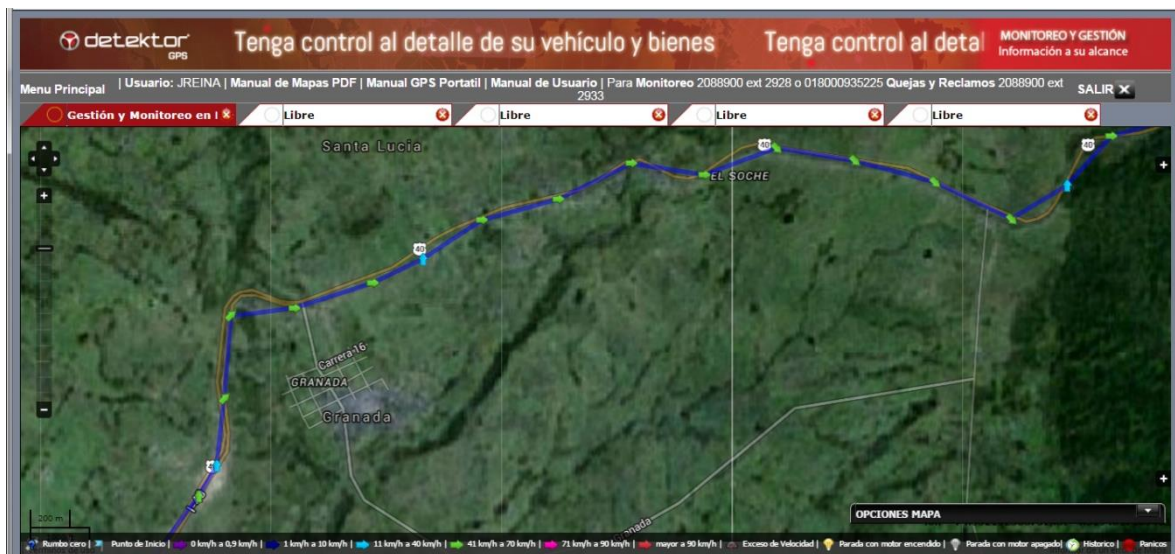 detektor
GPS
Tenga control al detalle de su vehículo y bienes
Tenga control al detal
MONITOREO Y GESTIÓN
Información a su alcance
Menu Principal
| Usuario: JREINA | Manual de Mapas PDF | Manual GPS Portatil | Manual de Usuario | Para Monitoreo 2088900 ext 2928 o 018000935225 Quejas y Reclamos 2088900 ext
2933
SALIR X
Gestión y Monitoreo en
Libre
Libre
Libre
Libre
Santa Lucia
40
40
EL SOCHE
40
Carrera-16
GRANADA
Granada
200 m
OPCIONES MAPA
Rumbo cero | Punto de Inicio | 0 km/h a 0,9 km/h | 1 km/h a 10 km/h | 11 km/h a 40 km/h | 41 km/h a 70 km/h | 71 km/h a 90 km/h | mayor a 90 km/h | Exceso de Velocidad | Parada con motor encendido | Parada con motor apagado | Historico | Panicos